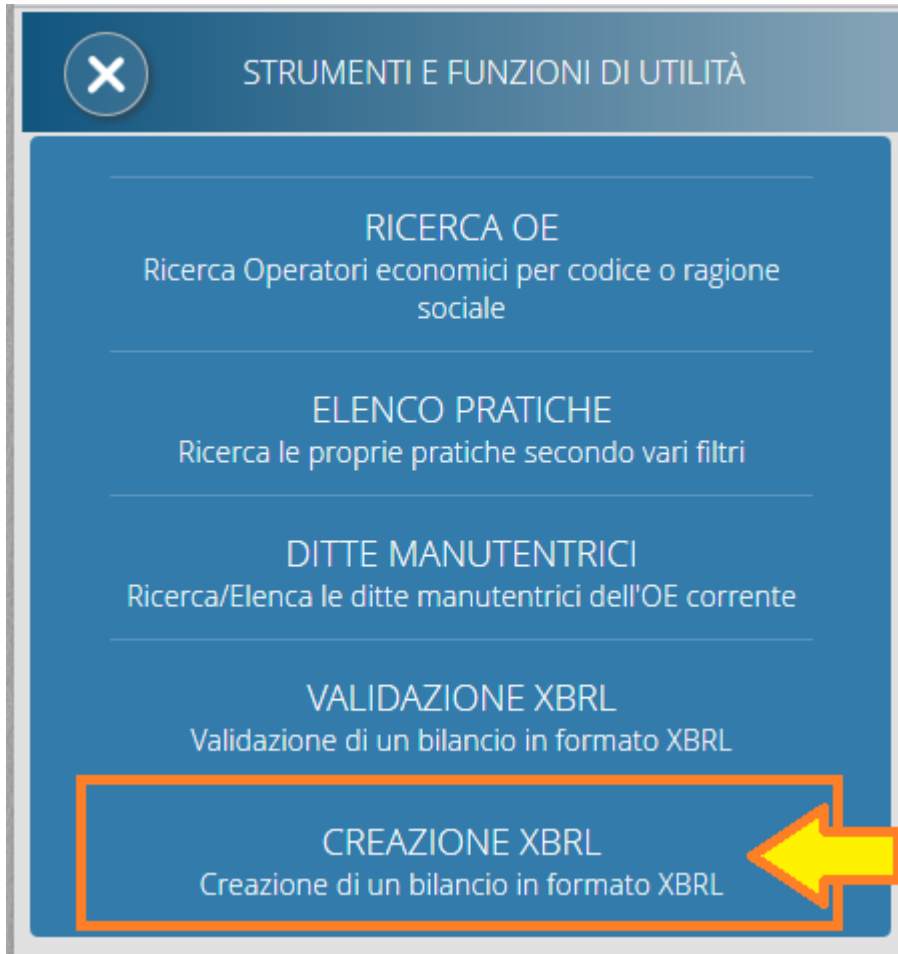 STRUMENTI E FUNZIONI DI UTILITÀ
RICERCA OE
Ricerca Operatori economici per codice o ragione
sociale
ELENCO PRATICHE
Ricerca le proprie pratiche secondo vari filtri
DITTE MANUTENTRICI
Ricerca/Elenca le ditte manutentrici dell'OE corrente
VALIDAZIONE XBRL
Validazione di un bilancio in formato XBRL
CREAZIONE XBRL
Creazione di un bilancio in formato XBRL